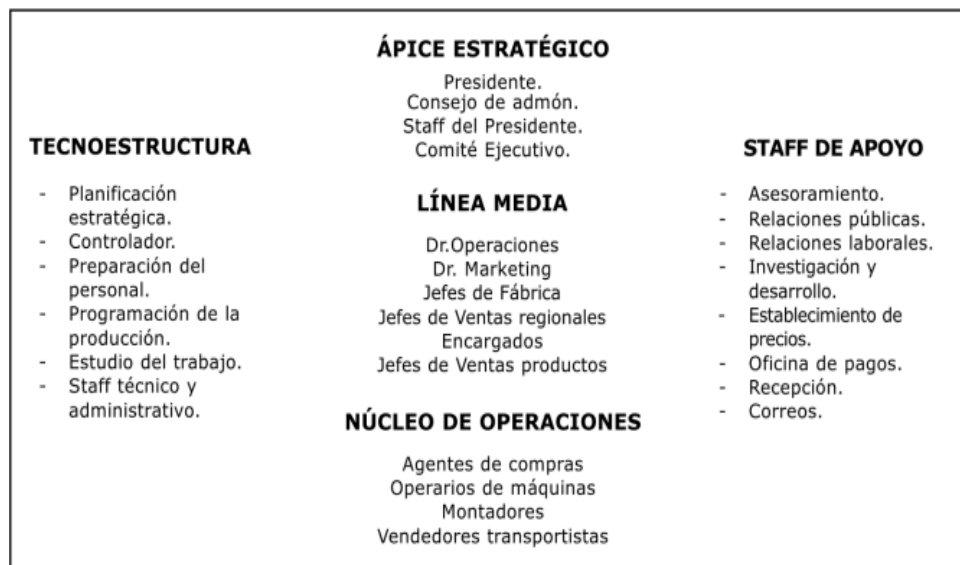 ÁPICE ESTRATÉGICO
Presidente.
Consejo de admón.
Staff del Presidente.
Comité Ejecutivo.
TECNOESTRUCTURA
- Planificación
estratégica.
- Controlador.
- Preparación del
personal.
- Programación de la
producción.
- Estudio del trabajo.
- Staff técnico y
administrativo.
LÍNEA MEDIA
Dr.Operaciones
Dr. Marketing
Jefes de Fábrica
Jefes de Ventas regionales
Encargados
Jefes de Ventas productos
STAFF DE APOYO
- Asesoramiento.
- Relaciones públicas.
- Relaciones laborales.
- Investigación y
desarrollo.
- Establecimiento de
precios.
- Oficina de pagos.
- Recepción.
- Correos.
NÚCLEO DE OPERACIONES
Agentes de compras
Operarios de máquinas
Montadores
Vendedores transportistas